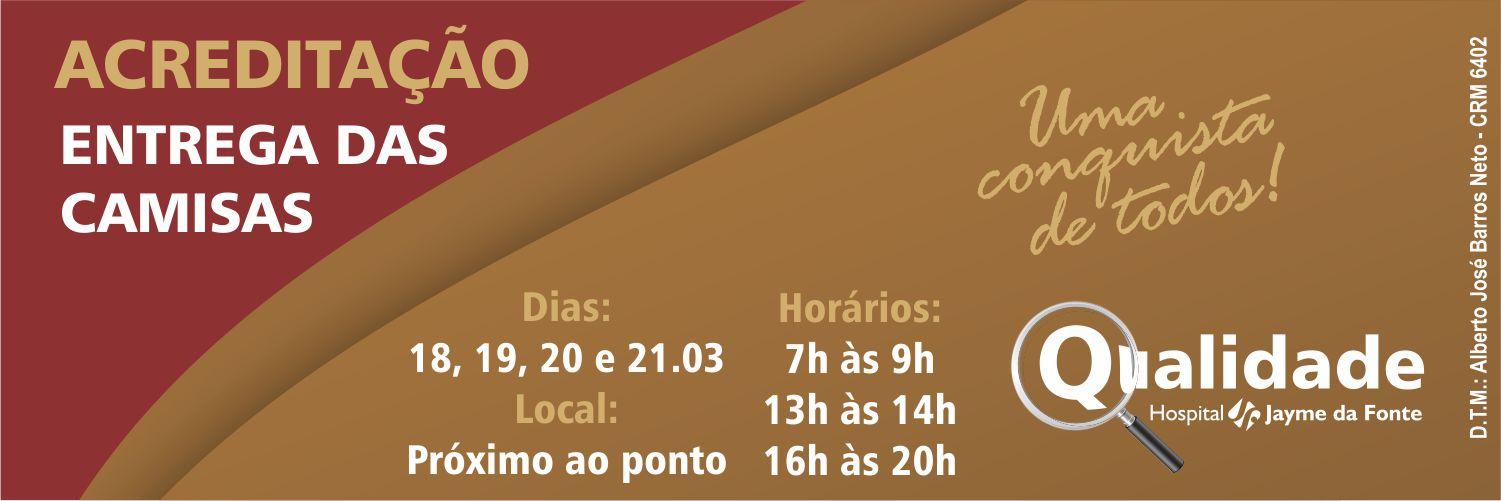 ACREDITAÇÃO
ENTREGA DAS
CAMISAS
Uma
conquista
de todos!
Dias:
18, 19, 20 e 21.03
Local:
Próximo ao ponto
Horários:
7h às 9h
13h às 14h
16h às 20h
Qualidade
Hospital Jayme da Fonte
D.T.M.: Alberto José Barros Neto - CRM 6402